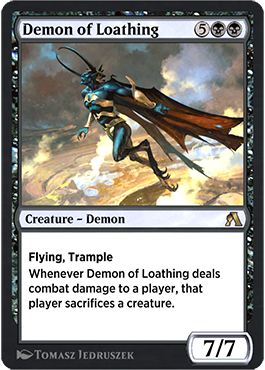 Demon of Loathing 5
Creature – Demon
Flying, Trample
Whenever Demon of Loathing deals
combat damage to a player, that
player sacrifices a creature.
7/7
Tomasz Jedruszek